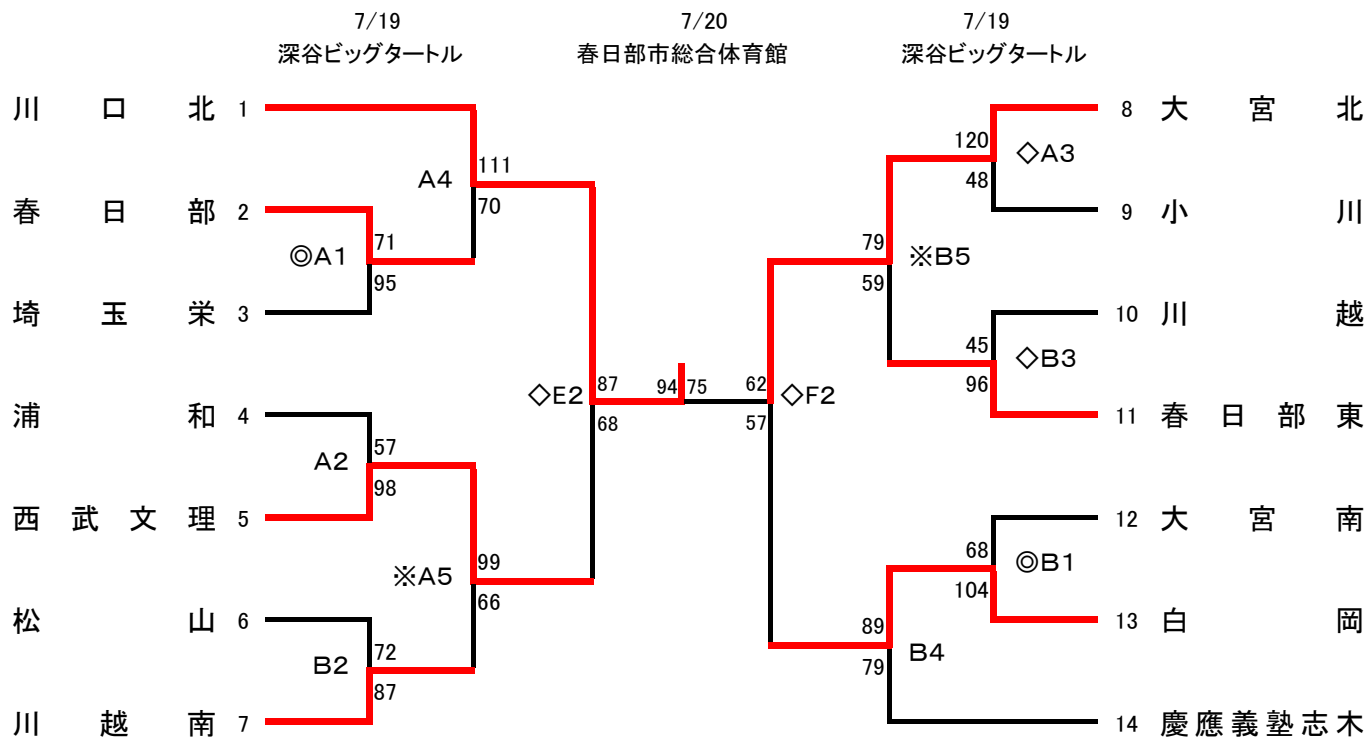 7/19
深谷ビッグタートル
7/20
春日部市総合体育館
7/19
深谷ビッグタートル
川口北 1
春日部 2
埼玉栄 3
浦和 4
西武文理 5
松山 6
川越南 7
◎A1
71
95
A2
57
98
B2
72
87
A4
111
70
※A5
99
66
◇E2
87
68
94 75
62
57
◇F2
79
59
※B5
89
79
B4
120
48
◇A3
45
96
◇B3
68
104
◎B1
8 大宮北
9 小川
10 川越
11 春日部東
12 大宮南
13 白岡
14 慶應義塾志木